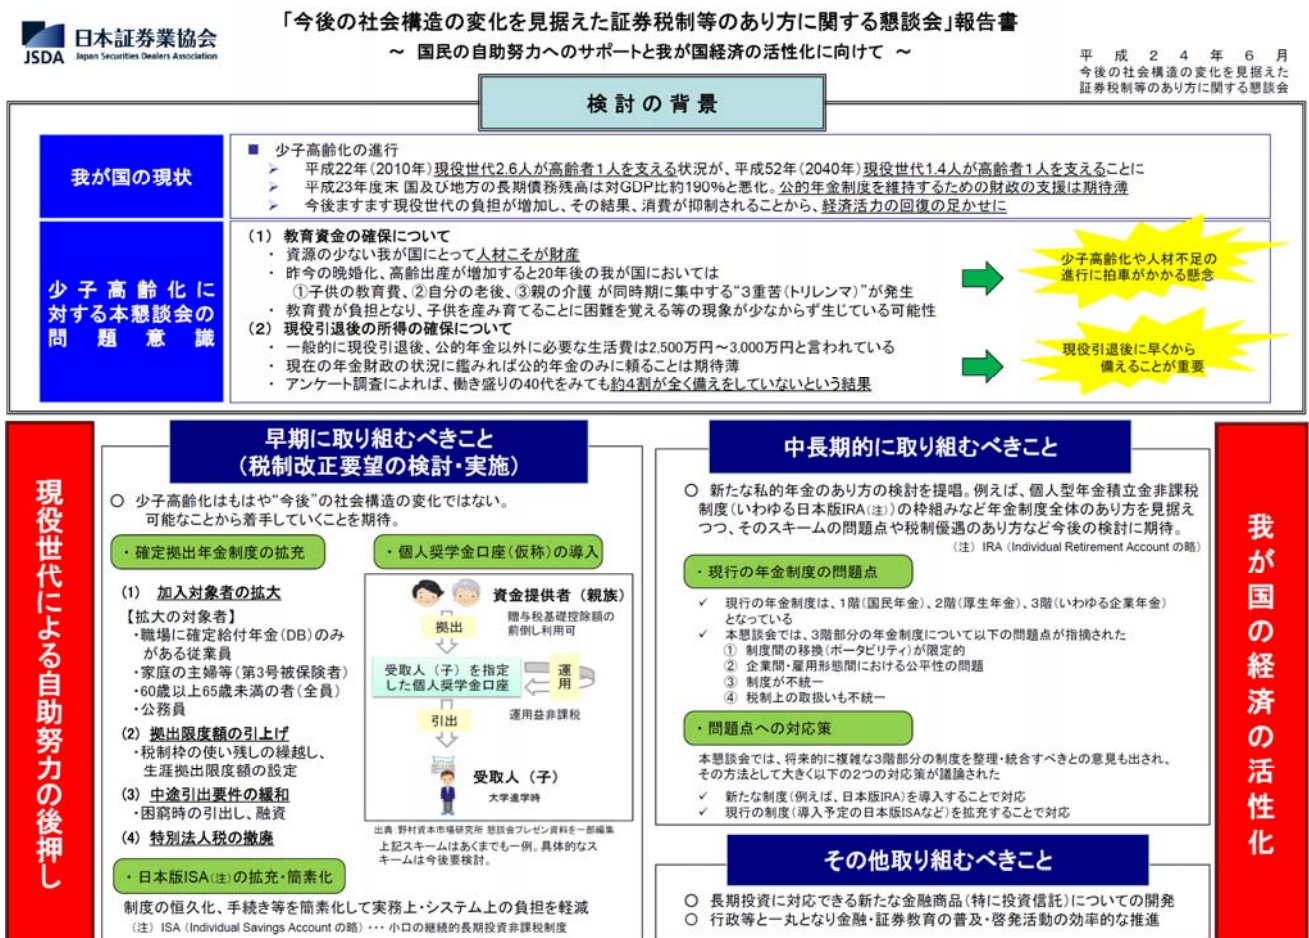 「今後の社会構造の変化を見据えた証券税制等のあり方に関する懇談会」報告書
～ 国民の自助努力へのサポートと我が国経済の活性化に向けて ～
JSDA
日本証券業協会
Japan Securities Dealers Association
平成24年6月
今後の社会構造の変化を見据えた
証券税制等のあり方に関する懇談会
検討の背景
我が国の現状
■ 少子高齢化の進行
➢ 平成22年(2010年)現役世代2.6人が高齢者1人を支える状況が、平成52年(2040年)現役世代1.4人が高齢者1人を支えることに
➢ 平成23年度末 国及び地方の長期債務残高は対GDP比約190%と悪化。公的年金制度を維持するための財政の支援は期待薄
➢ 今後ますます現役世代の負担が増加し、その結果、消費が抑制されることから、経済活力の回復の足かせに
少子高齢化に
対する本懇談会の
問題意識
(1) 教育資金の確保について
・ 資源の少ない我が国にとって人材こそが財産
・ 昨今の晩婚化、高齢出産が増加すると20年後の我が国においては
①子供の教育費、②自分の老後、③親の介護 が同時期に集中する“3重苦(トリレンマ)”が発生
・ 教育費が負担となり、子供を産み育てることに困難を覚える等の現象が少なからず生じている可能性
(2) 現役引退後の所得の確保について
・ 一般的に現役引退後、公的年金以外に必要な生活費は2,500万円～3,000万円と言われている
・ 現在の年金財政の状況に鑑みれば公的年金のみに頼ることは期待薄
・ アンケート調査によれば、働き盛りの40代をみても約4割が全く備えをしていないという結果
少子高齢化や人材不足の
進行に拍車がかかる懸念
現役引退後に早くから
備えることが重要
現役世代による自助努力の後押し
早期に取り組むべきこと
(税制改正要望の検討・実施)
○ 少子高齢化はもはや“今後”の社会構造の変化ではない。
可能なことから着手していくことを期待。
・確定拠出年金制度の拡充
(1) 加入対象者の拡大
【拡大の対象者】
・職場に確定給付年金(DB)のみ
がある従業員
・家庭の主婦等(第3号被保険者)
・60歳以上65歳未満の者(全員)
・公務員
(2) 拠出限度額の引上げ
・税制枠の使い残しの繰越し、
生涯拠出限度額の設定
(3) 中途引出要件の緩和
・困窮時の引出し、融資
(4) 特別法人税の撤廃
・個人奨学金口座(仮称)の導入
資金提供者(親族)
贈与税基礎控除額の
前倒し利用可
拠出
受取人(子)を指定
した個人奨学金口座
運用
運用益非課税
引出
受取人(子)
大学進学時
出典:野村資本市場研究所 懇談会プレゼン資料を一部編集
上記スキームはあくまでも一例。具体的なス
キームは今後要検討。
・日本版ISA(注)の拡充・簡素化
制度の恒久化、手続き等を簡素化して実務上・システム上の負担を軽減
(注) ISA (Individual Savings Account の略) ・・・ 小口の継続的長期投資非課税制度
中長期的に取り組むべきこと
○ 新たな私的年金のあり方の検討を提唱。例えば、個人型年金積立金非課税
制度(いわゆる日本版IRA(注))の枠組みなど年金制度全体のあり方を見据え
つつ、そのスキームの問題点や税制優遇のあり方など今後の検討に期待。
(注) IRA (Individual Retirement Account の略)
・現行の年金制度の問題点
✓ 現行の年金制度は、1階(国民年金)、2階(厚生年金)、3階(いわゆる企業年金)
となっている
✓ 本懇談会では、3階部分の年金制度について以下の問題点が指摘された
① 制度間の移換(ポータビリティ)が限定的
② 企業間・雇用形態間における公平性の問題
③ 制度が不統一
④ 税制上の取扱いも不統一
・問題点への対応策
本懇談会では、将来的に複雑な3階部分の制度を整理・統合すべきとの意見も出され、
その方法として大きく以下の2つの対応策が議論された
✓ 新たな制度(例えば、日本版IRA)を導入することで対応
✓ 現行の制度(導入予定の日本版ISAなど)を拡充することで対応
その他取り組むべきこと
○ 長期投資に対応できる新たな金融商品(特に投資信託)についての開発
○ 行政等と一丸となり金融・証券教育の普及・啓発活動の効率的な推進
我が国の経済の活性化